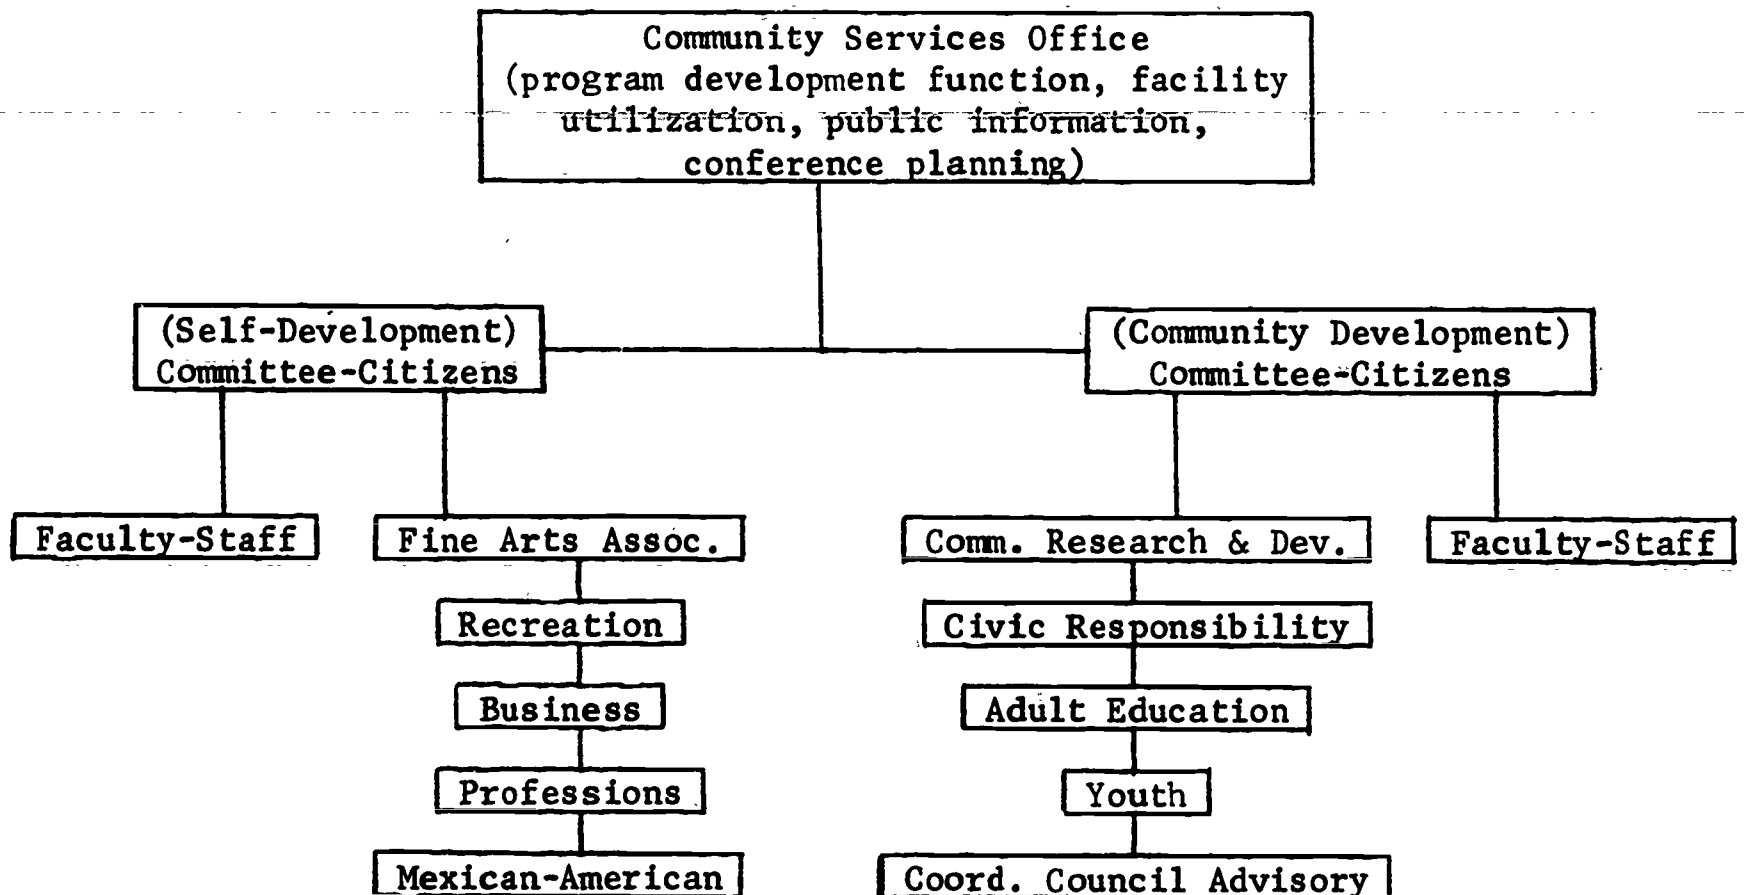 Community Services Office
(program development function, facility
utilization, public information,
conference planning)
(Self-Development)
Committee-Citizens
(Community Development)
Committee-Citizens
Faculty-Staff
Fine Arts Assoc.
Comm. Research & Dev.
Faculty-Staff
Recreation
Civic Responsibility
Business
Adult Education
Professions
Youth
Mexican-American
Coord. Council Advisory